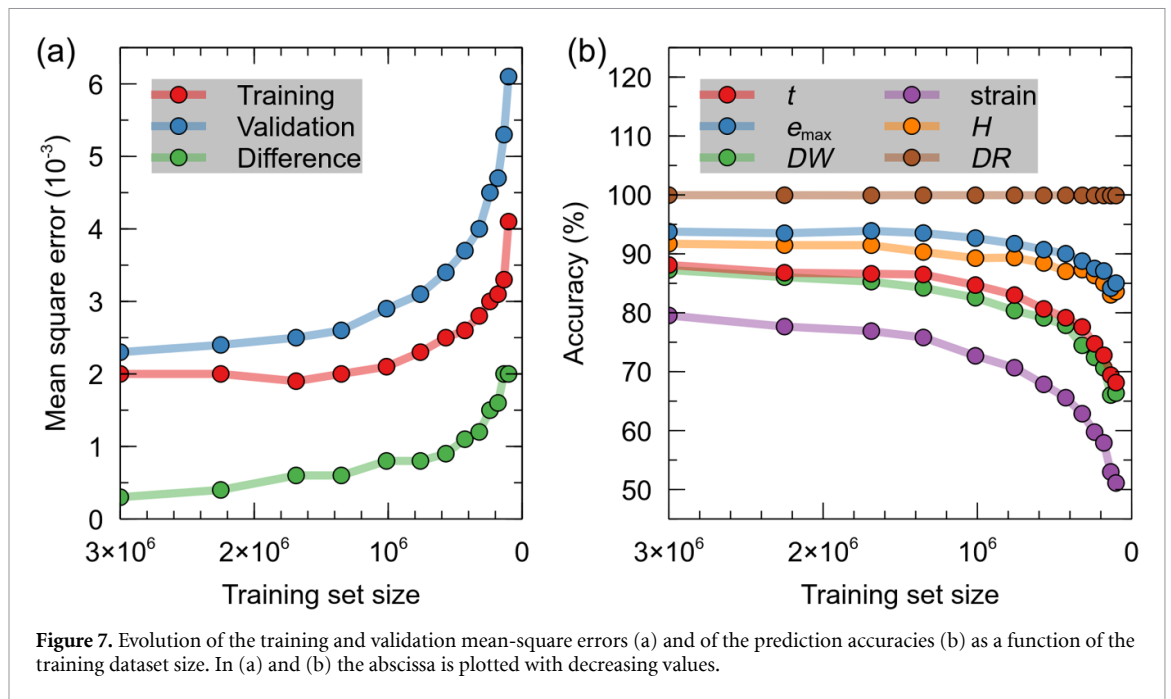 (a)
Training
Validation
Difference
Mean square error (10⁻³)
6
5
4
3
2
1
0
3×10⁶
2×10⁶
10⁶
0
Training set size
(b)
t
e_max
DW
strain
H
DR
Accuracy (%)
120
110
100
90
80
70
60
50
3×10⁶
2×10⁶
10⁶
0
Training set size
Figure 7. Evolution of the training and validation mean-square errors (a) and of the prediction accuracies (b) as a function of the
training dataset size. In (a) and (b) the abscissa is plotted with decreasing values.